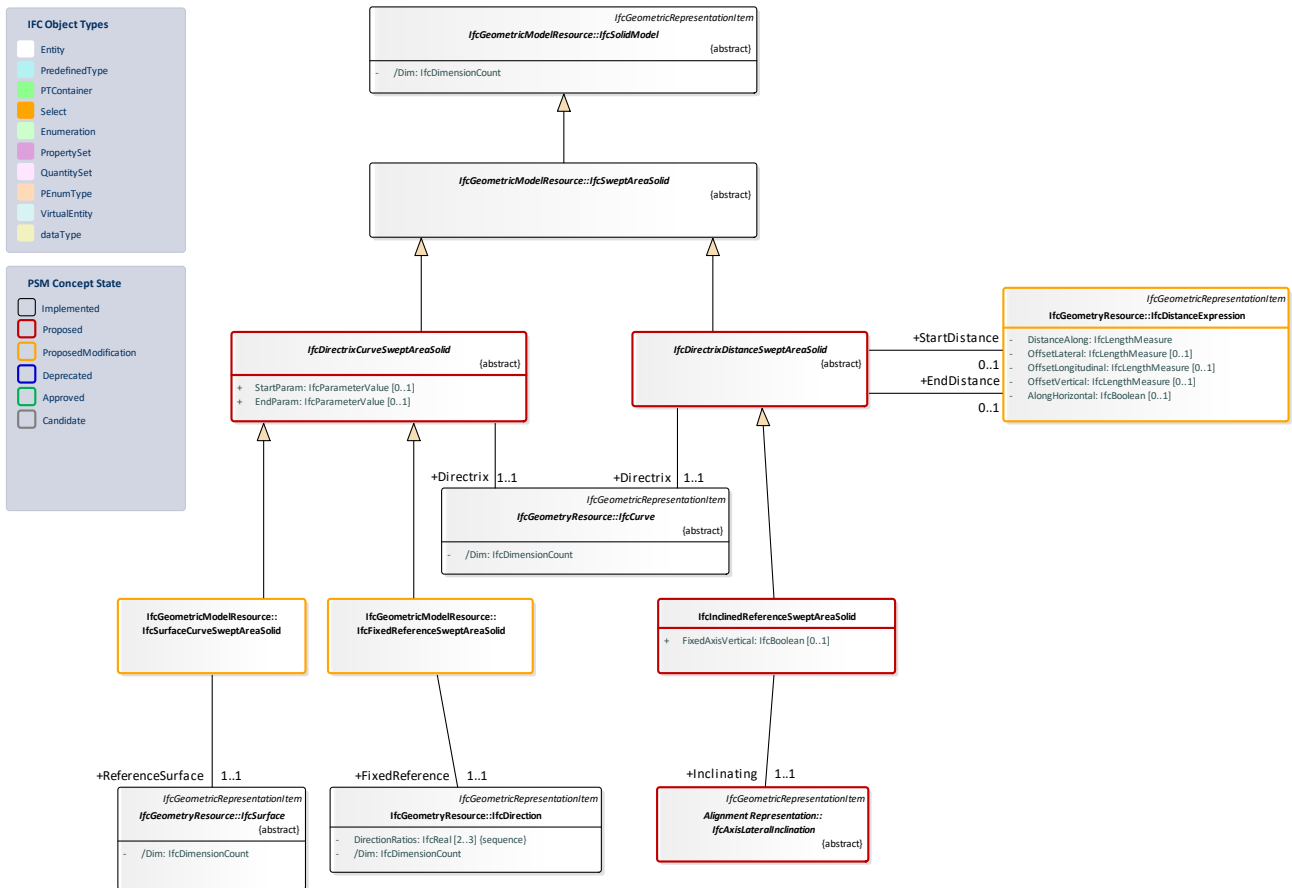 IFC Object Types
Entity
PredefinedType
PTContainer
Select
Enumeration
PropertySet
QuantitySet
PEnumType
VirtualEntity
dataType
PSM Concept State
Implemented
Proposed
ProposedModification
Deprecated
Approved
Candidate
IfcGeometricRepresentationItem
IfcGeometricModelResource::IfcSolidModel
{abstract}
- /Dim: IfcDimensionCount
IfcGeometricModelResource::IfcSweptAreaSolid
{abstract}
IfcDirectrixCurveSweptAreaSolid
{abstract}
+ StartParam: IfcParameterValue [0..1]
+ EndParam: IfcParameterValue [0..1]
IfcDirectrixDistanceSweptAreaSolid
{abstract}
+StartDistance
0..1
+EndDistance
0..1
IfcGeometricRepresentationItem
IfcGeometryResource::IfcDistanceExpression
- DistanceAlong: IfcLengthMeasure
- OffsetLateral: IfcLengthMeasure [0..1]
- OffsetLongitudinal: IfcLengthMeasure [0..1]
- OffsetVertical: IfcLengthMeasure [0..1]
- AlongHorizontal: IfcBoolean [0..1]
+Directrix 1..1
+Directrix 1..1
IfcGeometricRepresentationItem
IfcGeometryResource::IfcCurve
{abstract}
- /Dim: IfcDimensionCount
IfcGeometricModelResource::
IfcSurfaceCurveSweptAreaSolid
IfcGeometricModelResource::
IfcFixedReferenceSweptAreaSolid
IfcInclinedReferenceSweptAreaSolid
+ FixedAxisVertical: IfcBoolean [0..1]
+ReferenceSurface 1..1
+FixedReference 1..1
+Inclinating 1..1
IfcGeometricRepresentationItem
IfcGeometryResource::IfcSurface
{abstract}
- /Dim: IfcDimensionCount
IfcGeometricRepresentationItem
IfcGeometryResource::IfcDirection
- DirectionRatios: IfcReal [2..3] {sequence}
- /Dim: IfcDimensionCount
IfcGeometricRepresentationItem
Alignment Representation::
IfcAxisLateralInclination
{abstract}